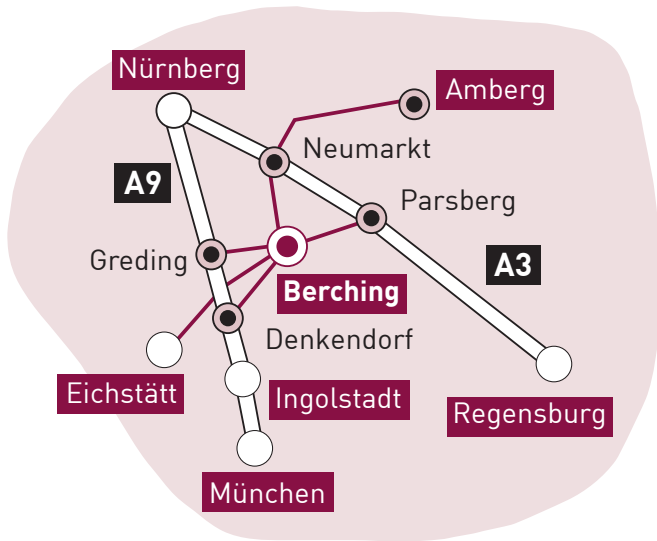 Nürnberg
Amberg
Neumarkt
A9
Parsberg
Greding
A3
Berching
Denkendorf
Eichstätt
Ingolstadt
Regensburg
München